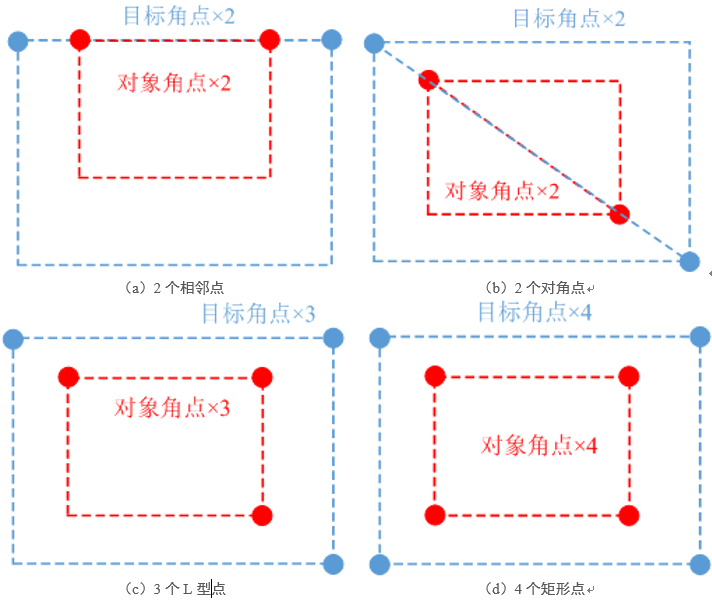 目标角点×2
对象角点×2
(a) 2 个相邻点
目标角点×2
对象角点×2
(b) 2 个对角点
目标角点×3
对象角点×3
(c) 3 个 L 型点
目标角点×4
对象角点×4
(d) 4 个矩形点